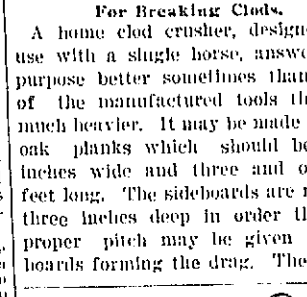 For Breaking Clods.
A home clod crusher, design
use with a single horse, answ
purpose better sometimes than
of the manufactured tools th
much heavier. It may be made
oak planks which should be
inches wide and three and o
feet long. The sideboards are
three inches deep in order th
proper pitch may be given
boards forming the drag. The